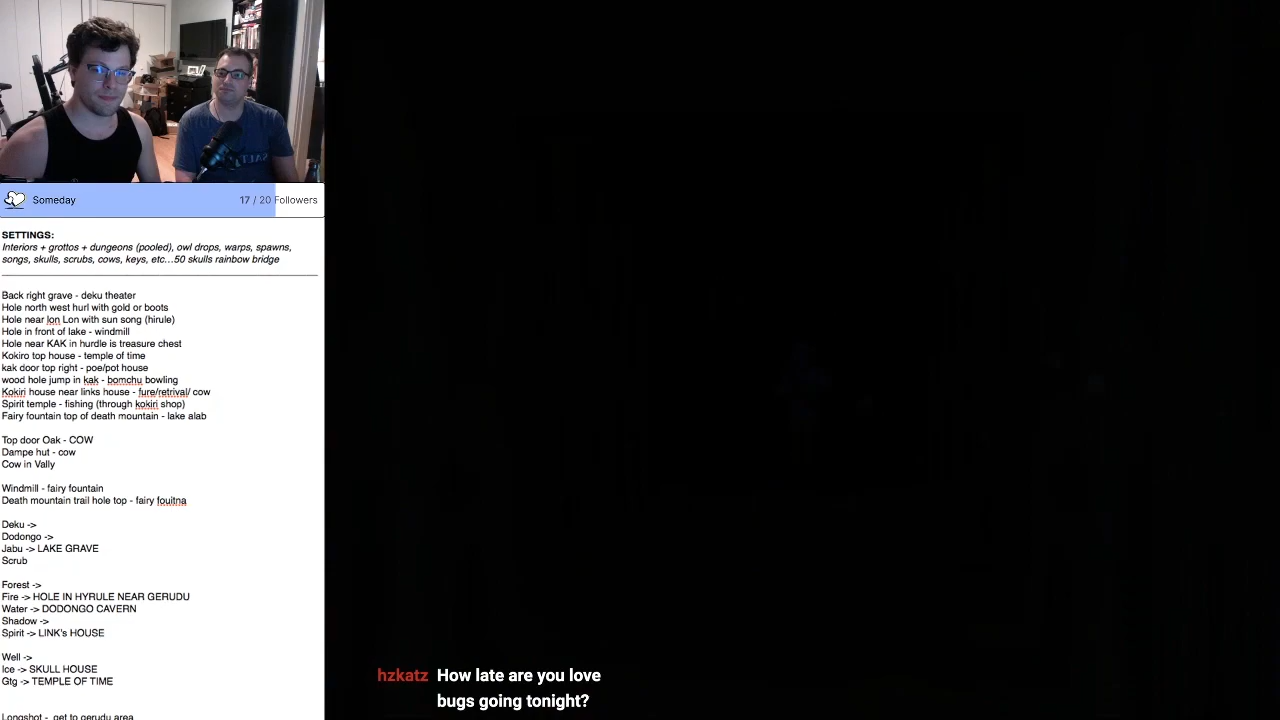 Someday
17 / 20 Followers
SETTINGS:
Interiors + grottos + dungeons (pooled), owl drops, warps, spawns,
songs, skulls, scrubs, cows, keys, etc...50 skulls rainbow bridge
Back right grave - deku theater
Hole north west hurl with gold or boots
Hole near lon Lon with sun song (hirule)
Hole in front of lake - windmill
Hole near KAK in hurdle is treasure chest
Kokiro top house - temple of time
kak door top right - poe/pot house
wood hole jump in kak - bomchu bowling
Kokiri house near links house - fure/retrival/ cow
Spirit temple - fishing (through kokiri shop)
Fairy fountain top of death mountain - lake alab
Top door Oak - COW
Dampe hut - cow
Cow in Vally
Windmill - fairy fountain
Death mountain trail hole top - fairy fouitna
Deku ->
Dodongo ->
Jabu -> LAKE GRAVE
Scrub
Forest ->
Fire -> HOLE IN HYRULE NEAR GERUDU
Water -> DODONGO CAVERN
Shadow ->
Spirit -> LINK's HOUSE
Well ->
Ice -> SKULL HOUSE
Gtg -> TEMPLE OF TIME
Longshot - get to gerudu area
hzkatz How late are you love
bugs going tonight?